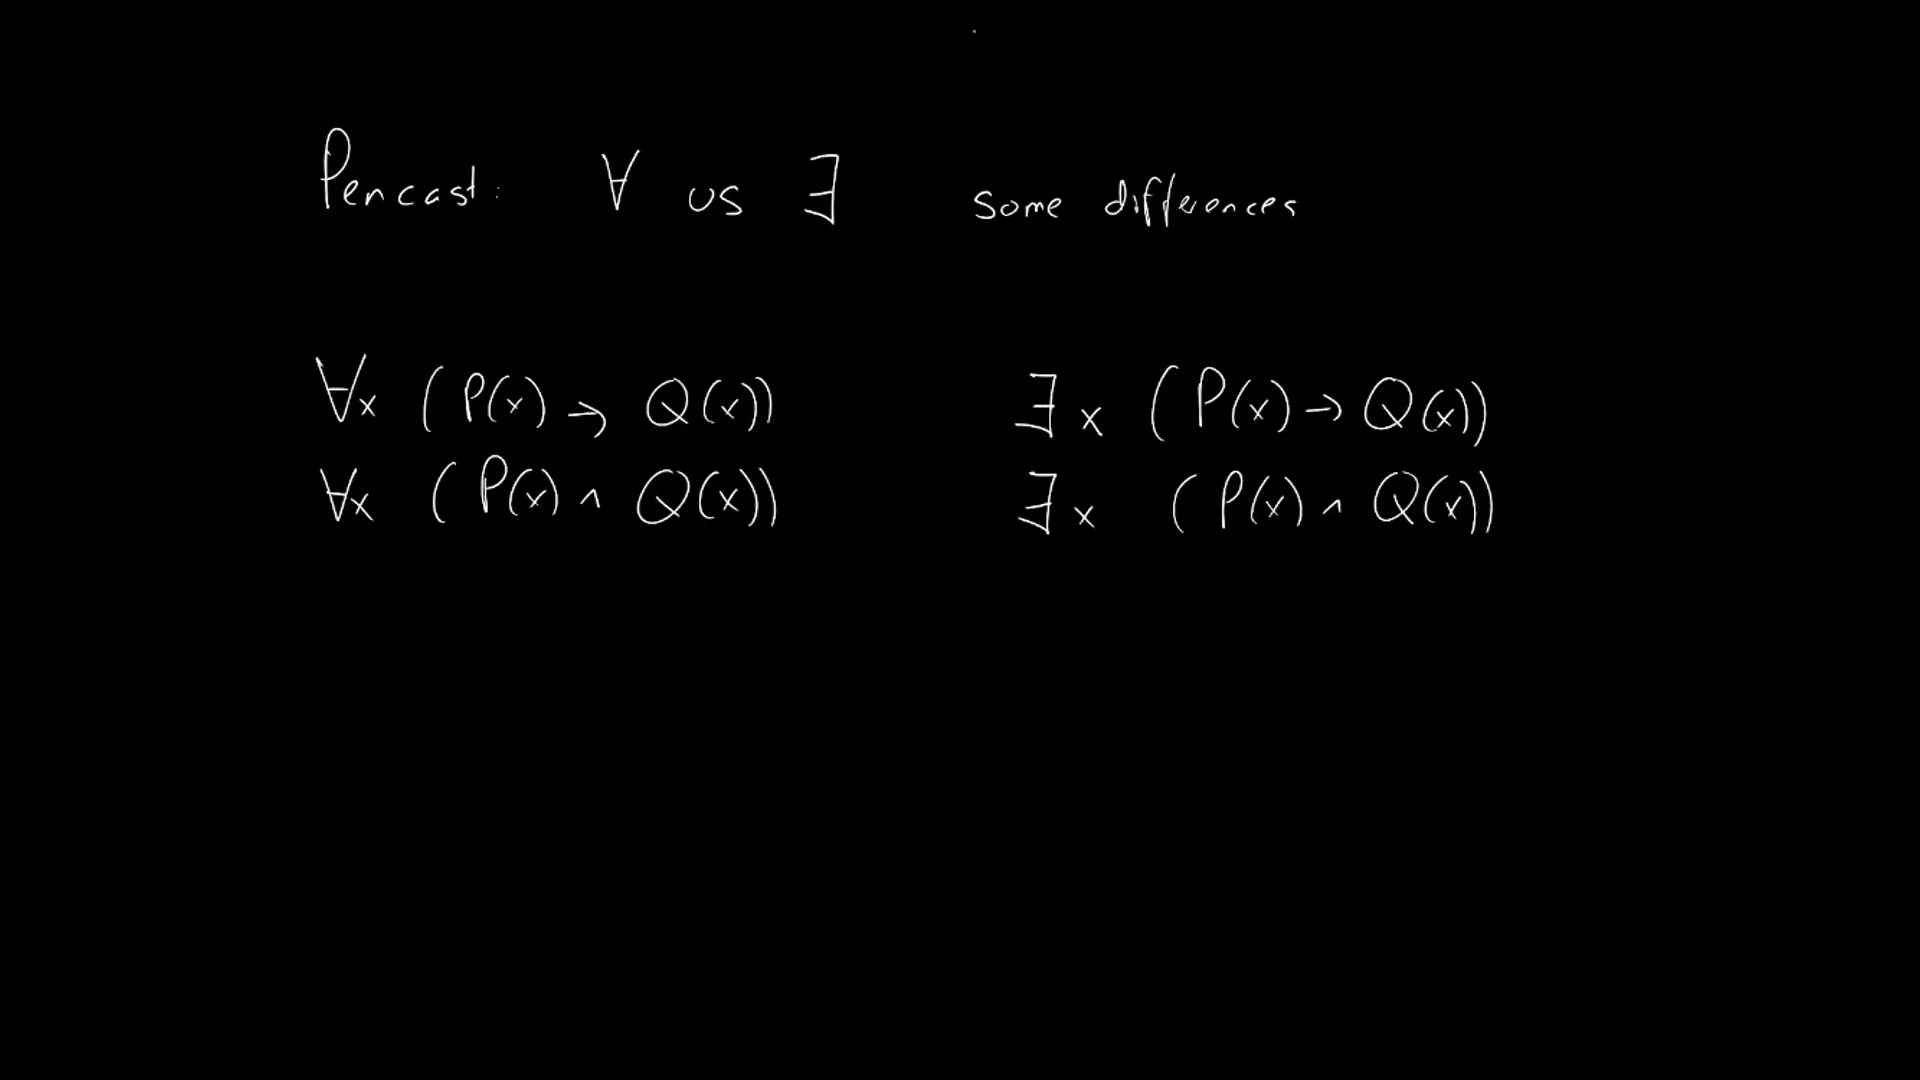 Pencast: ∀ vs ∃ some differences
∀x (P(x) → Q(x)) ∃x (P(x) → Q(x))
∀x (P(x) ∧ Q(x)) ∃x (P(x) ∧ Q(x))